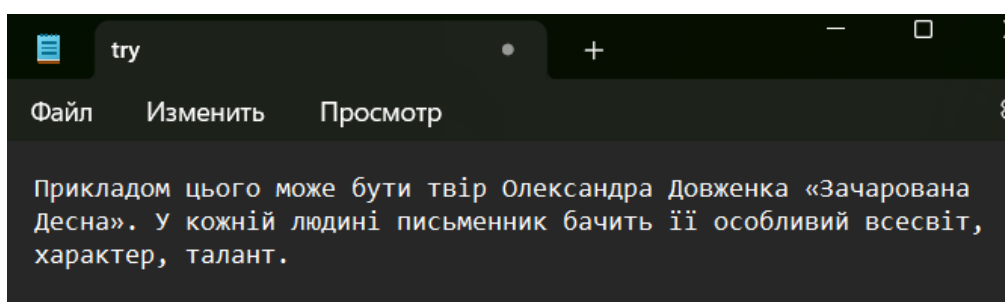 try
Файл Изменить Просмотр
Прикладом цього може бути твір Олександра Довженка «Зачарована
Десна». У кожній людині письменник бачить її особливий всесвіт,
характер, талант.